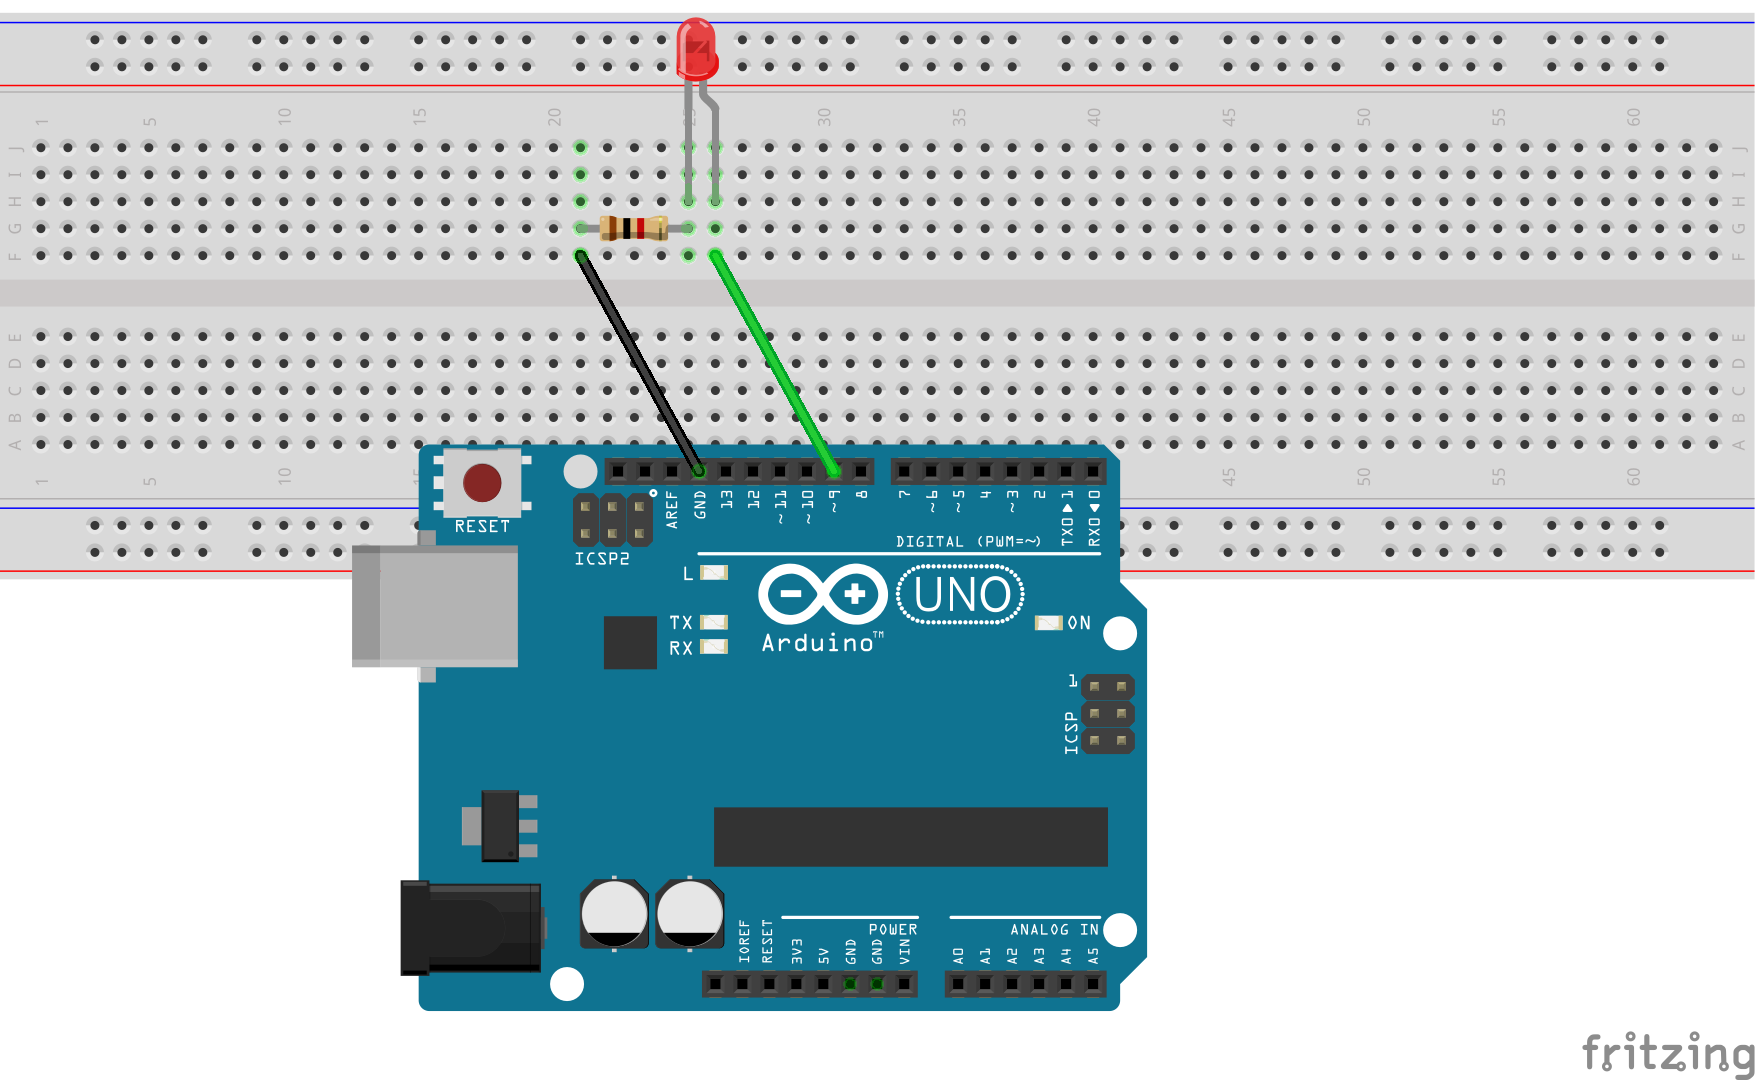 1 5 10 15 20 25 30 35 40 45 50 55 60
J J
I I
H H
G G
F F
E E
D D
C C
B B
A A
1 5 10 15 45 50 55 60
RESET
ICSP2
AREF GND 13 12 ~11 ~10 ~9 8 7 ~6 ~5 4 ~3 2 TX0▶1 RX0◀0
DIGITAL (PWM=~)
L
TX
RX
UNO
Arduino™
ON
1
ICSP
IOREF RESET 3V3 5V GND GND VIN
POWER
A0 A1 A2 A3 A4 A5
ANALOG IN
fritzing